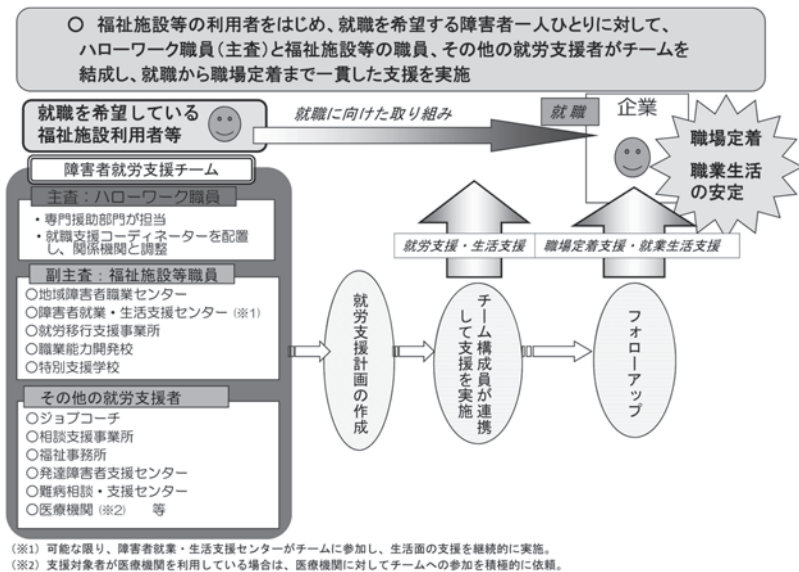 ○ 福祉施設等の利用者をはじめ、就職を希望する障害者一人ひとりに対して、
ハローワーク職員(主査)と福祉施設等の職員、その他の就労支援者がチームを
結成し、就職から職場定着まで一貫した支援を実施
就職を希望している
福祉施設利用者等
就職に向けた取り組み
就職
企業
職場定着
職業生活
の安定
障害者就労支援チーム
主査：ハローワーク職員
・専門援助部門が担当
・就職支援コーディネーターを配置
し、関係機関と調整
副主査：福祉施設等職員
○地域障害者職業センター
○障害者就業・生活支援センター（※1）
○就労移行支援事業所
○職業能力開発校
○特別支援学校
その他の就労支援者
○ジョブコーチ
○相談支援事業所
○福祉事務所
○発達障害者支援センター
○難病相談・支援センター
○医療機関（※2） 等
就労支援・生活支援
職場定着支援・就業生活支援
就労支援計画の作成
チーム構成員が連携
して支援を実施
フォローアップ
（※1）可能な限り、障害者就業・生活支援センターがチームに参加し、生活面の支援を継続的に実施。
（※2）支援対象者が医療機関を利用している場合は、医療機関に対してチームへの参加を積極的に依頼。